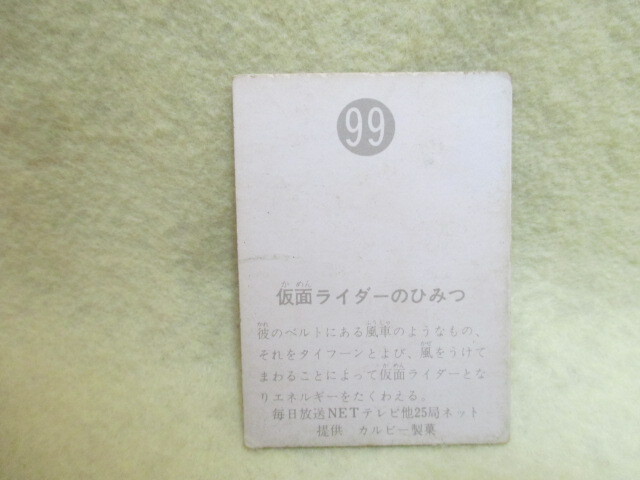 99
仮面ライダーのひみつ
彼のベルトにある風車のようなもの、
それをタイフーンとよび、風をうけて
まわることによって仮面ライダーとな
りエネルギーをたくわえる。
毎日放送NETテレビ他25局ネット
提供　カルビー製菓